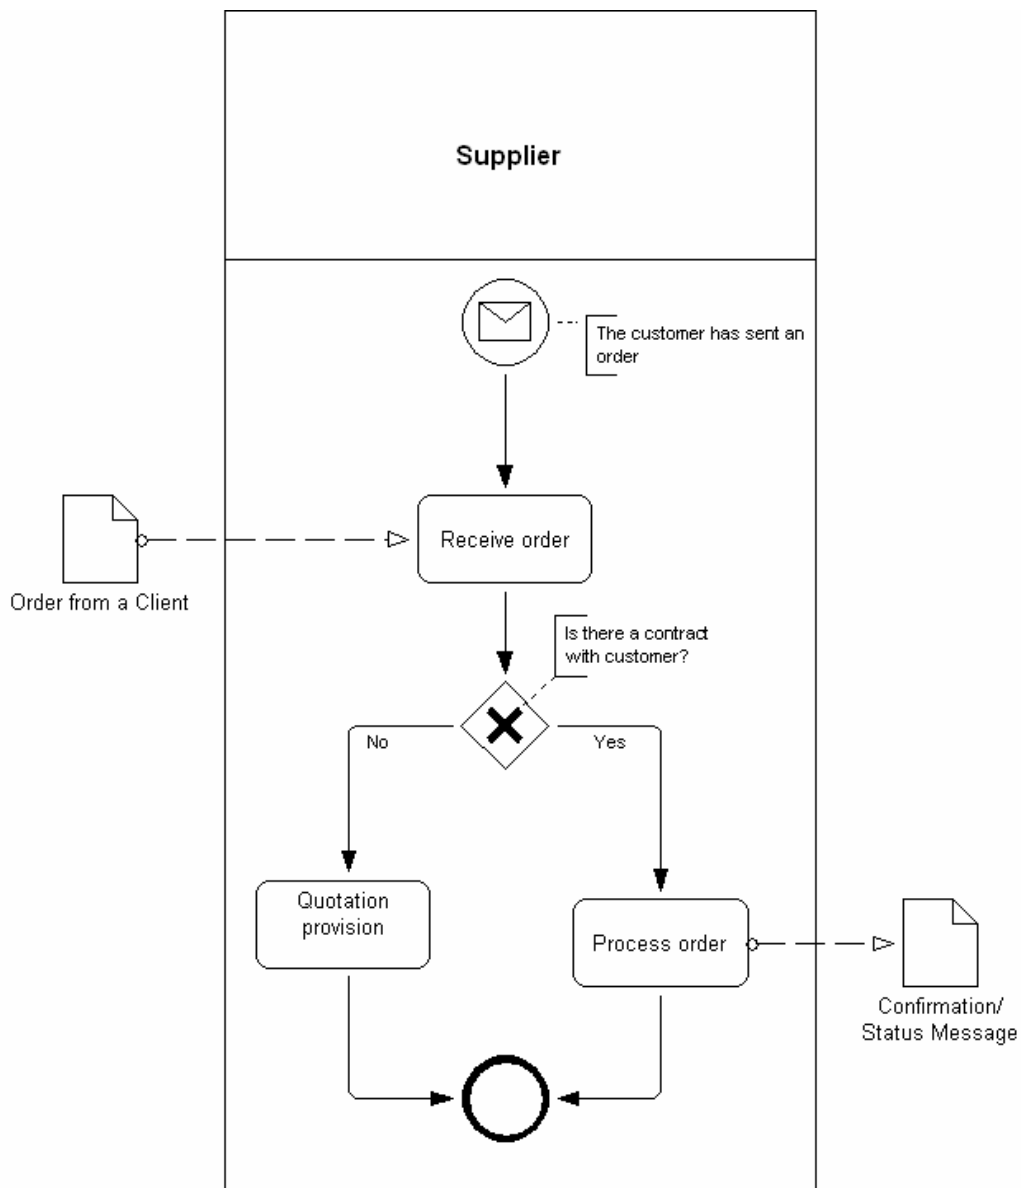 Supplier
The customer has sent an
order
Receive order
Order from a Client
Is there a contract
with customer?
No
Yes
Quotation
provision
Process order
Confirmation/
Status Message